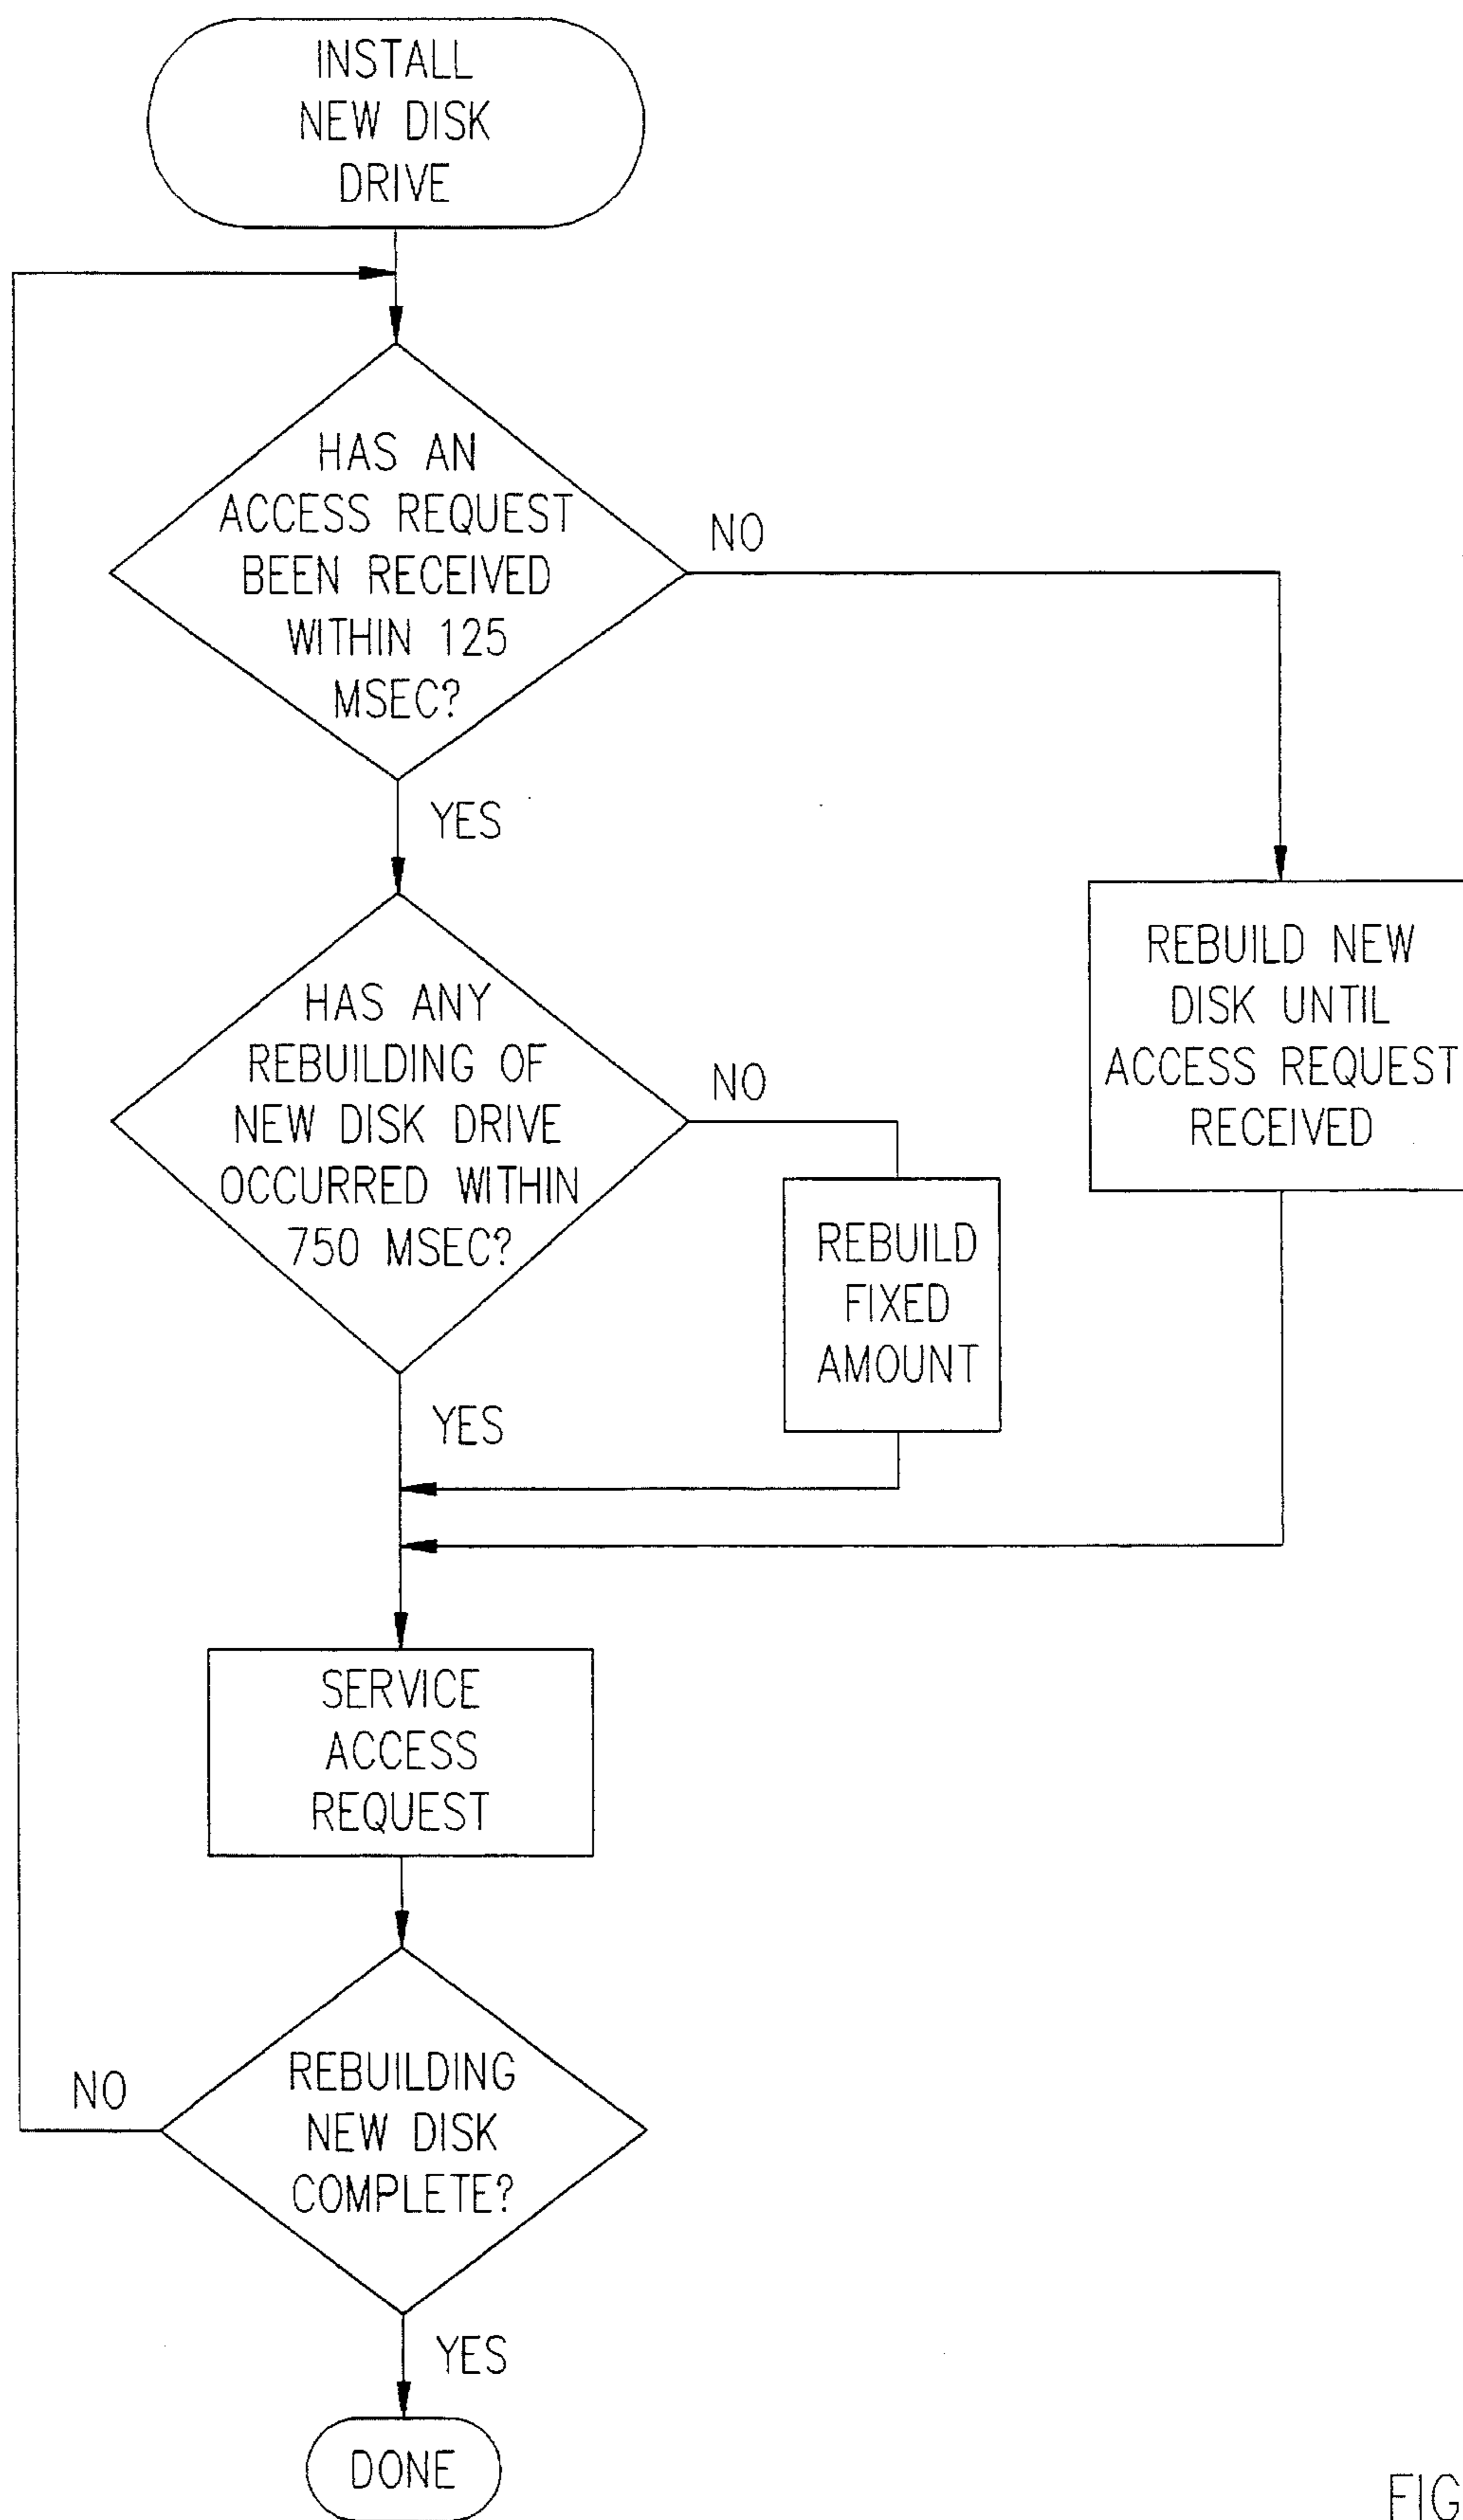 INSTALL
NEW DISK
DRIVE
HAS AN
ACCESS REQUEST
BEEN RECEIVED
WITHIN 125
MSEC?
NO
YES
REBUILD NEW
DISK UNTIL
ACCESS REQUEST
RECEIVED
HAS ANY
REBUILDING OF
NEW DISK DRIVE
OCCURRED WITHIN
750 MSEC?
NO
REBUILD
FIXED
AMOUNT
YES
SERVICE
ACCESS
REQUEST
REBUILDING
NEW DISK
COMPLETE?
NO
YES
DONE
FIG